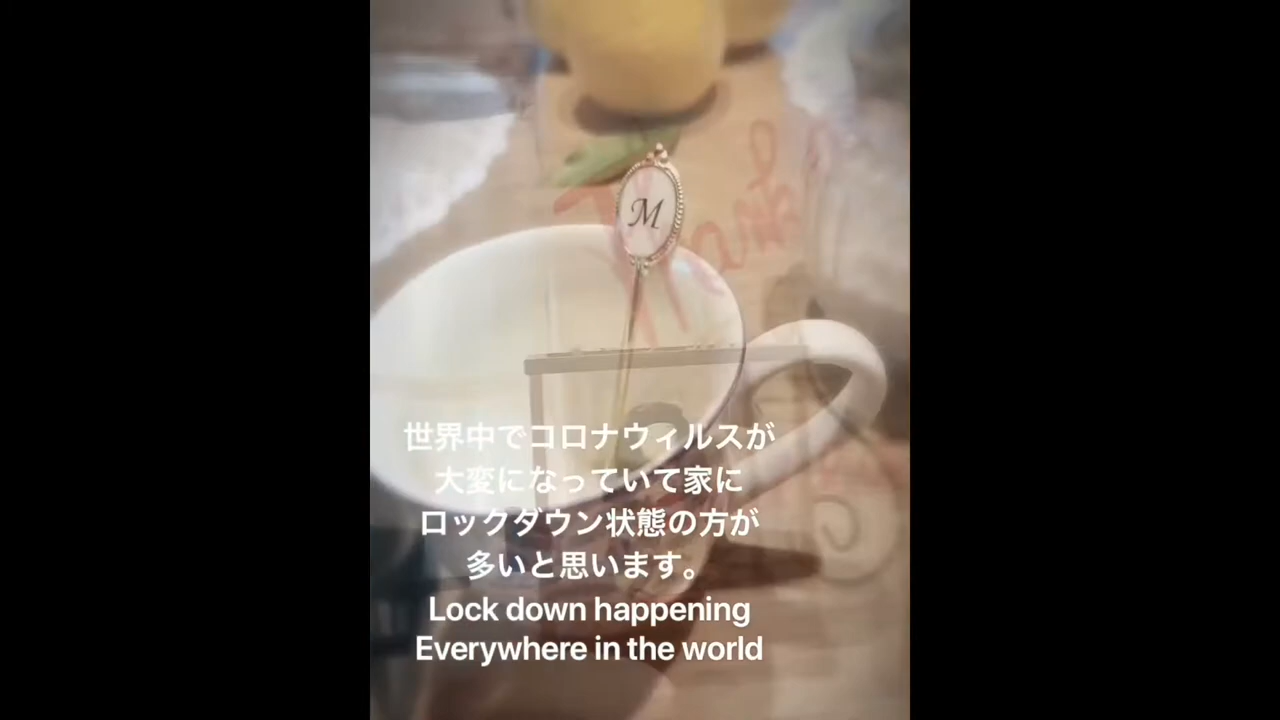 M
世界中でコロナウィルスが
大変になっていて家に
ロックダウン状態の方が
多いと思います。
Lock down happening
Everywhere in the world